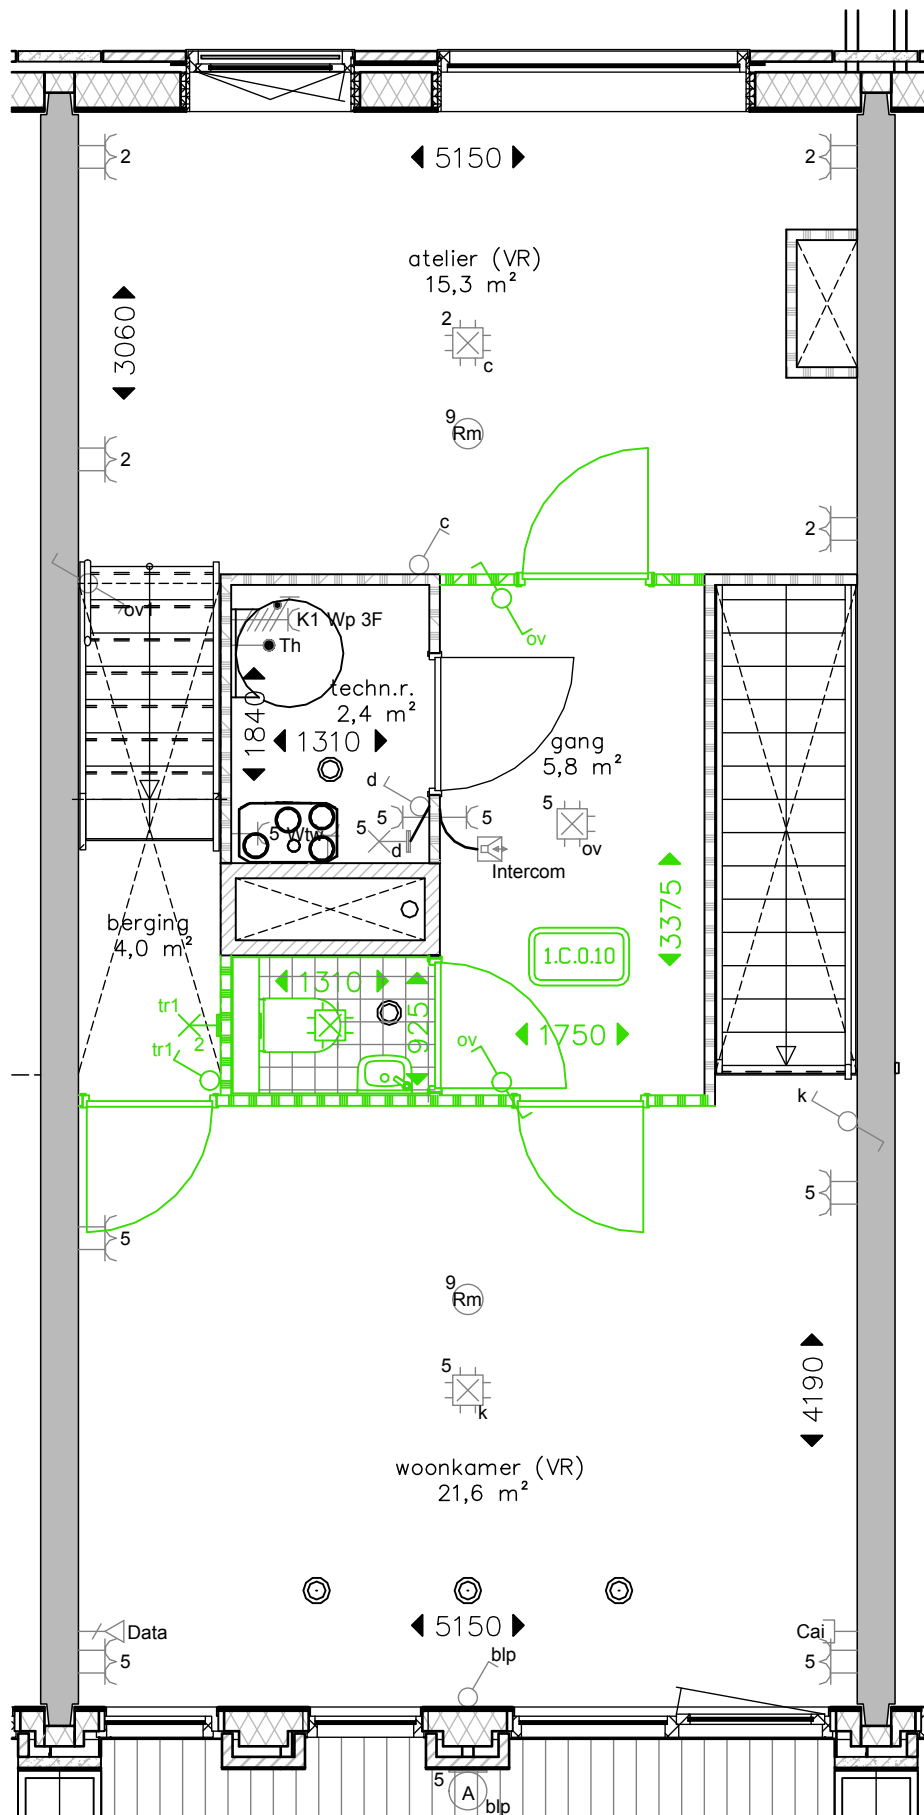 2
5150
2
atelier (VR)
15,3 m²
3060
2
c
9
Rm
2
2
c
ov
ov
K1 Wp 3F
Th
techn.r.
2,4 m²
1840
1310
gang
5,8 m²
d
5
5
5
5 Wtw
5
d
ov
Intercom
3375
berging
4,0 m²
1.C.0.10
1310
925
1750
tr1
2
tr1
ov
k
5
5
9
Rm
5
k
4190
woonkamer (VR)
21,6 m²
Data
5
5150
Cai
5
blp
5
A
blp